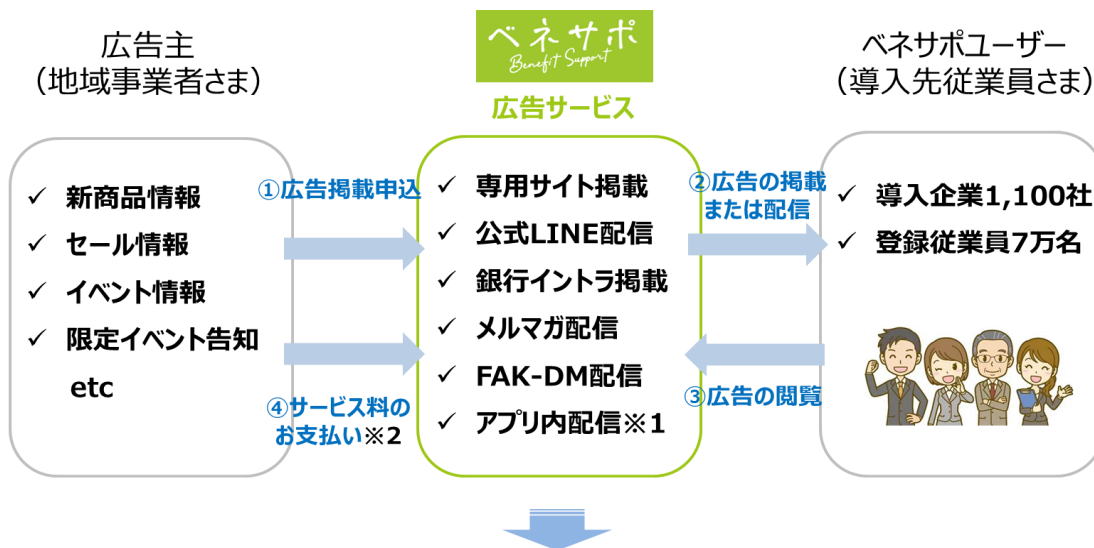 広告主
(地域事業者さま)
✓ 新商品情報
✓ セール情報
✓ イベント情報
✓ 限定イベント告知
etc
①広告掲載申込
④サービス料の
お支払い※2
ベネサポ
Benefit Support
広告サービス
✓ 専用サイト掲載
✓ 公式LINE配信
✓ 銀行イントラ掲載
✓ メルマガ配信
✓ FAK-DM配信
✓ アプリ内配信※1
②広告の掲載
または配信
③広告の閲覧
ベネサポユーザー
(導入先従業員さま)
✓ 導入企業1,100社
✓ 登録従業員7万名